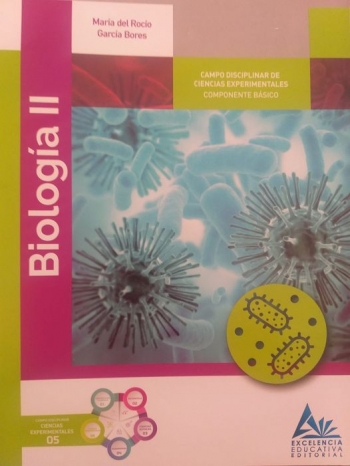 María del Rocío
García Bores
CAMPO DISCIPLINAR DE
CIENCIAS EXPERIMENTALES
COMPONENTE BÁSICO
Biología II
CIENCIAS
EXPERIMENTALES
05
EXCELENCIA
EDUCATIVA
EDITORIAL